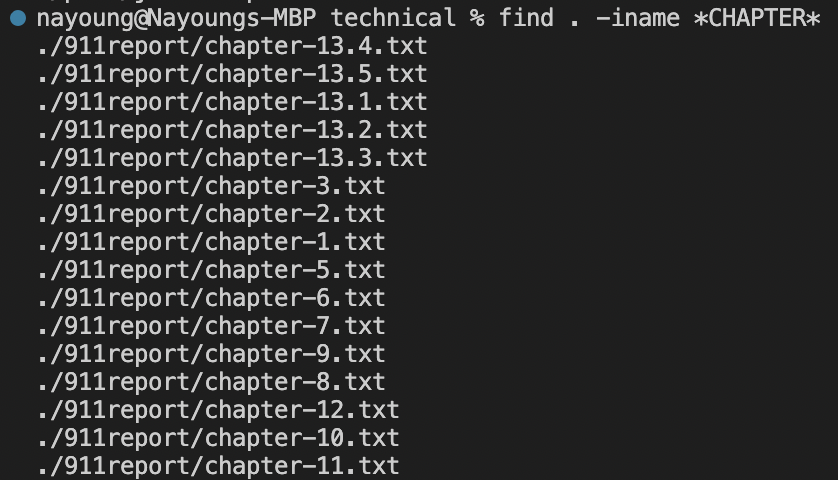 nayoung@Nayoungs-MBP technical % find . -iname *CHAPTER*
./911report/chapter-13.4.txt
./911report/chapter-13.5.txt
./911report/chapter-13.1.txt
./911report/chapter-13.2.txt
./911report/chapter-13.3.txt
./911report/chapter-3.txt
./911report/chapter-2.txt
./911report/chapter-1.txt
./911report/chapter-5.txt
./911report/chapter-6.txt
./911report/chapter-7.txt
./911report/chapter-9.txt
./911report/chapter-8.txt
./911report/chapter-12.txt
./911report/chapter-10.txt
./911report/chapter-11.txt